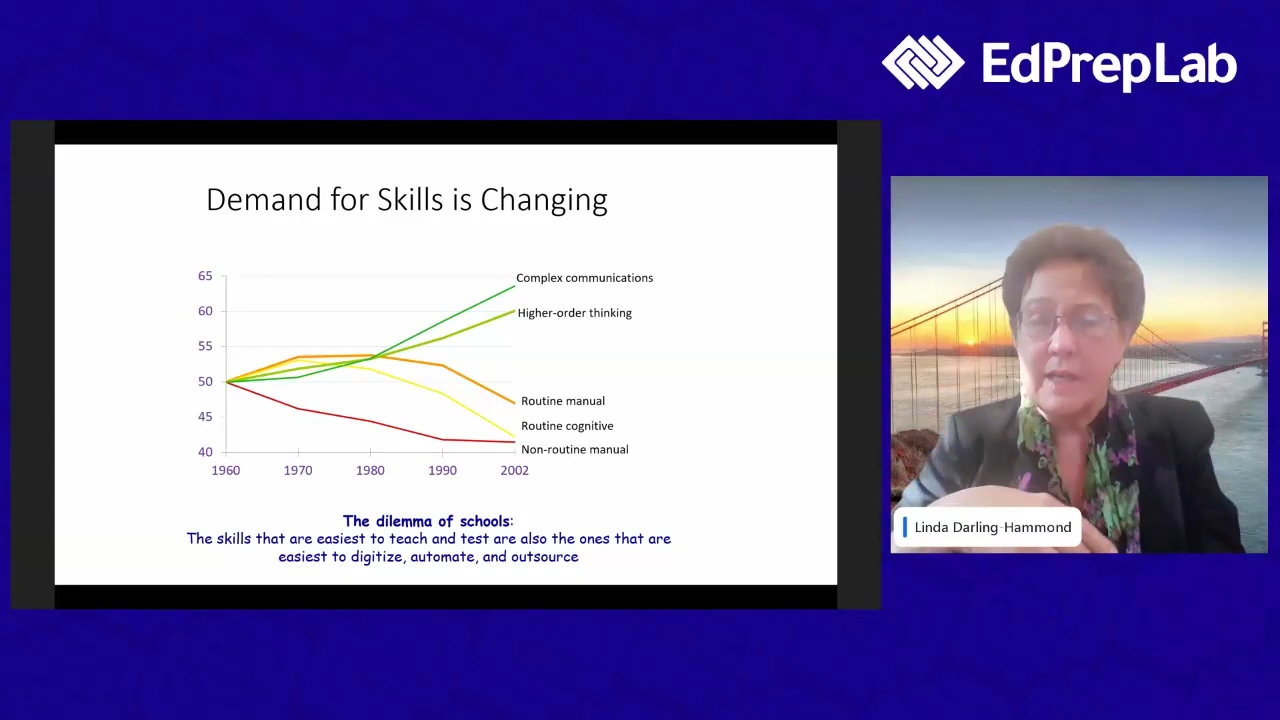 EdPrepLab
Demand for Skills is Changing
65
60
55
50
45
40
1960 1970 1980 1990 2002
Complex communications
Higher-order thinking
Routine manual
Routine cognitive
Non-routine manual
The dilemma of schools:
The skills that are easiest to teach and test are also the ones that are
easiest to digitize, automate, and outsource
Linda Darling-Hammond